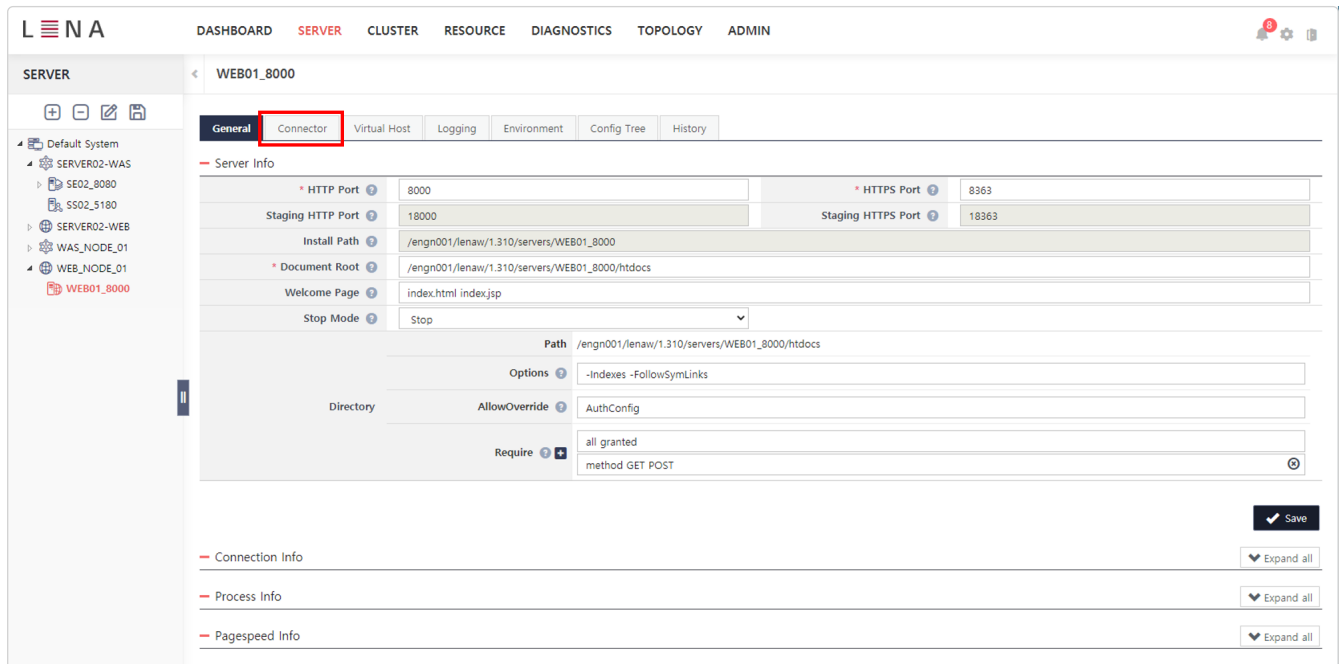 LENA DASHBOARD SERVER CLUSTER RESOURCE DIAGNOSTICS TOPOLOGY ADMIN 8
SERVER
Default System
SERVER02-WAS
SE02_8080
SS02_5180
SERVER02-WEB
WAS_NODE_01
WEB_NODE_01
WEB01_8000
WEB01_8000
General Connector Virtual Host Logging Environment Config Tree History
Server Info
* HTTP Port ? 8000 * HTTPS Port ? 8363
Staging HTTP Port ? 18000 Staging HTTPS Port ? 18363
Install Path ? /engn001/lenaw/1.310/servers/WEB01_8000
* Document Root ? /engn001/lenaw/1.310/servers/WEB01_8000/htdocs
Welcome Page ? index.html index.jsp
Stop Mode ? Stop
Path /engn001/lenaw/1.310/servers/WEB01_8000/htdocs
Options ? -Indexes -FollowSymLinks
Directory AllowOverride ? AuthConfig
Require ? all granted
method GET POST
Save
Connection Info Expand all
Process Info Expand all
Pagespeed Info Expand all